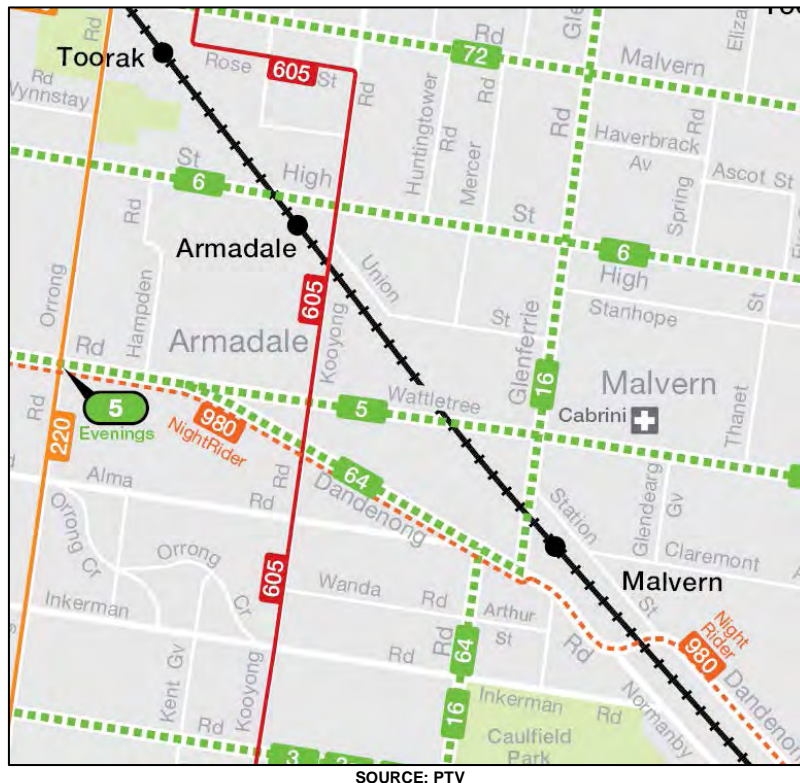 Toorak
Rd
Wynnstay
Rd
Rose
St
605
Rd
Rd
72
Malvern
Eliza
Gle
Rd
Huntingtower
Rd
Mercer
Rd
Haverbrack
Av
Rd
Spring
Ascot St
St
High
6
St
6
High
Armadale
Rd
Hampden
Orrong
Union
St
605
Kooyong
Armadale
Stanhope
St
Glenferrie
16
Malvern
Cabrini
Thanet
Rd
5
Evenings
980
NightRider
5
Wattletree
Rd
Rd
220
Alma
Rd
64
Dandenong
Rd
Station
St
Glendearg
Gv
Claremont
Malvern
Orrong
Cr
Orrong
Cr
Inkerman
Rd
605
Kooyong
Kent Gv
Rd
Wanda
Rd
Arthur
St
Rd
64
16
Rd
Inkerman
Rd
Normanby
Night
Rider
980
Dandenong
Caulfield
Park
3
SOURCE: PTV